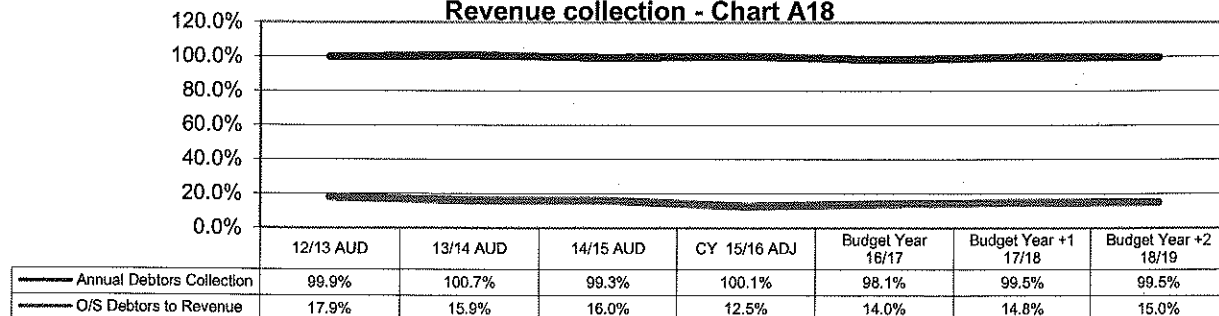 Revenue collection - Chart A18
120.0%
100.0%
80.0%
60.0%
40.0%
20.0%
0.0%
12/13 AUD 13/14 AUD 14/15 AUD CY 15/16 ADJ Budget Year 16/17 Budget Year +1 17/18 Budget Year +2 18/19
Annual Debtors Collection 99.9% 100.7% 99.3% 100.1% 98.1% 99.5% 99.5%
O/S Debtors to Revenue 17.9% 15.9% 16.0% 12.5% 14.0% 14.8% 15.0%